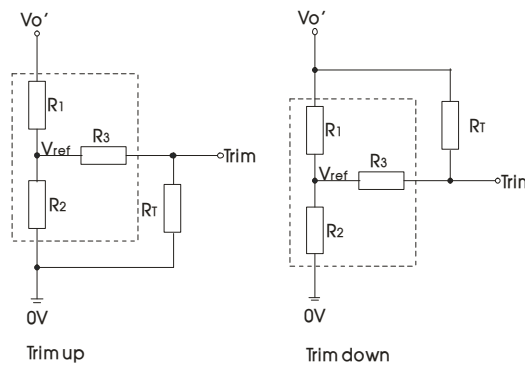 Vo'
R1
R3
Vref
Trim
R2
RT
0V
Trim up
Vo'
R1
RT
R3
Vref
Trim
R2
0V
Trim down